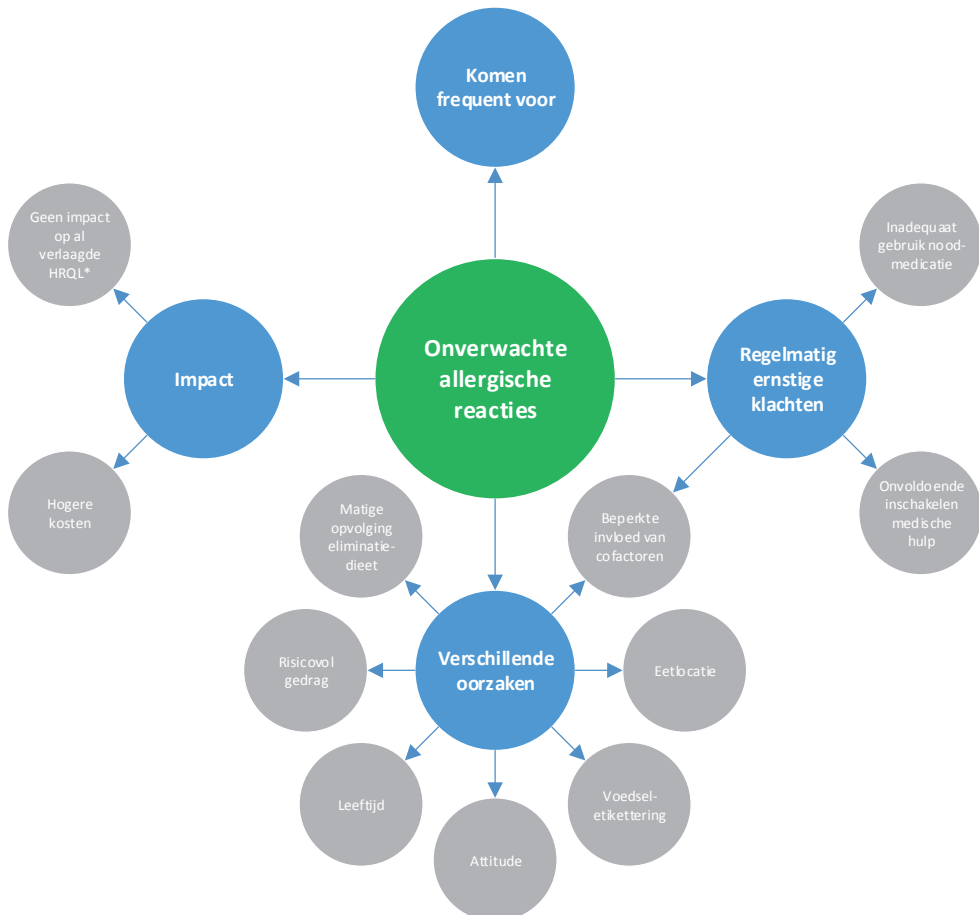 Komen
frequent voor
Geen impact
op al
verlaagde
HRQL*
Inadequaat
gebruik nood-
medicatie
Onverwachte
allergische
reacties
Impact
Regelmatig
ernstige
klachten
Hogere
kosten
Matige
opvolging
eliminatie-
dieet
Beperkte
invloed van
cofactoren
Onvoldoende
inschakelen
medische
hulp
Verschillende
oorzaken
Risicovol
gedrag
Eetlocatie
Leeftijd
Attitude
Voedsel-
etikettering